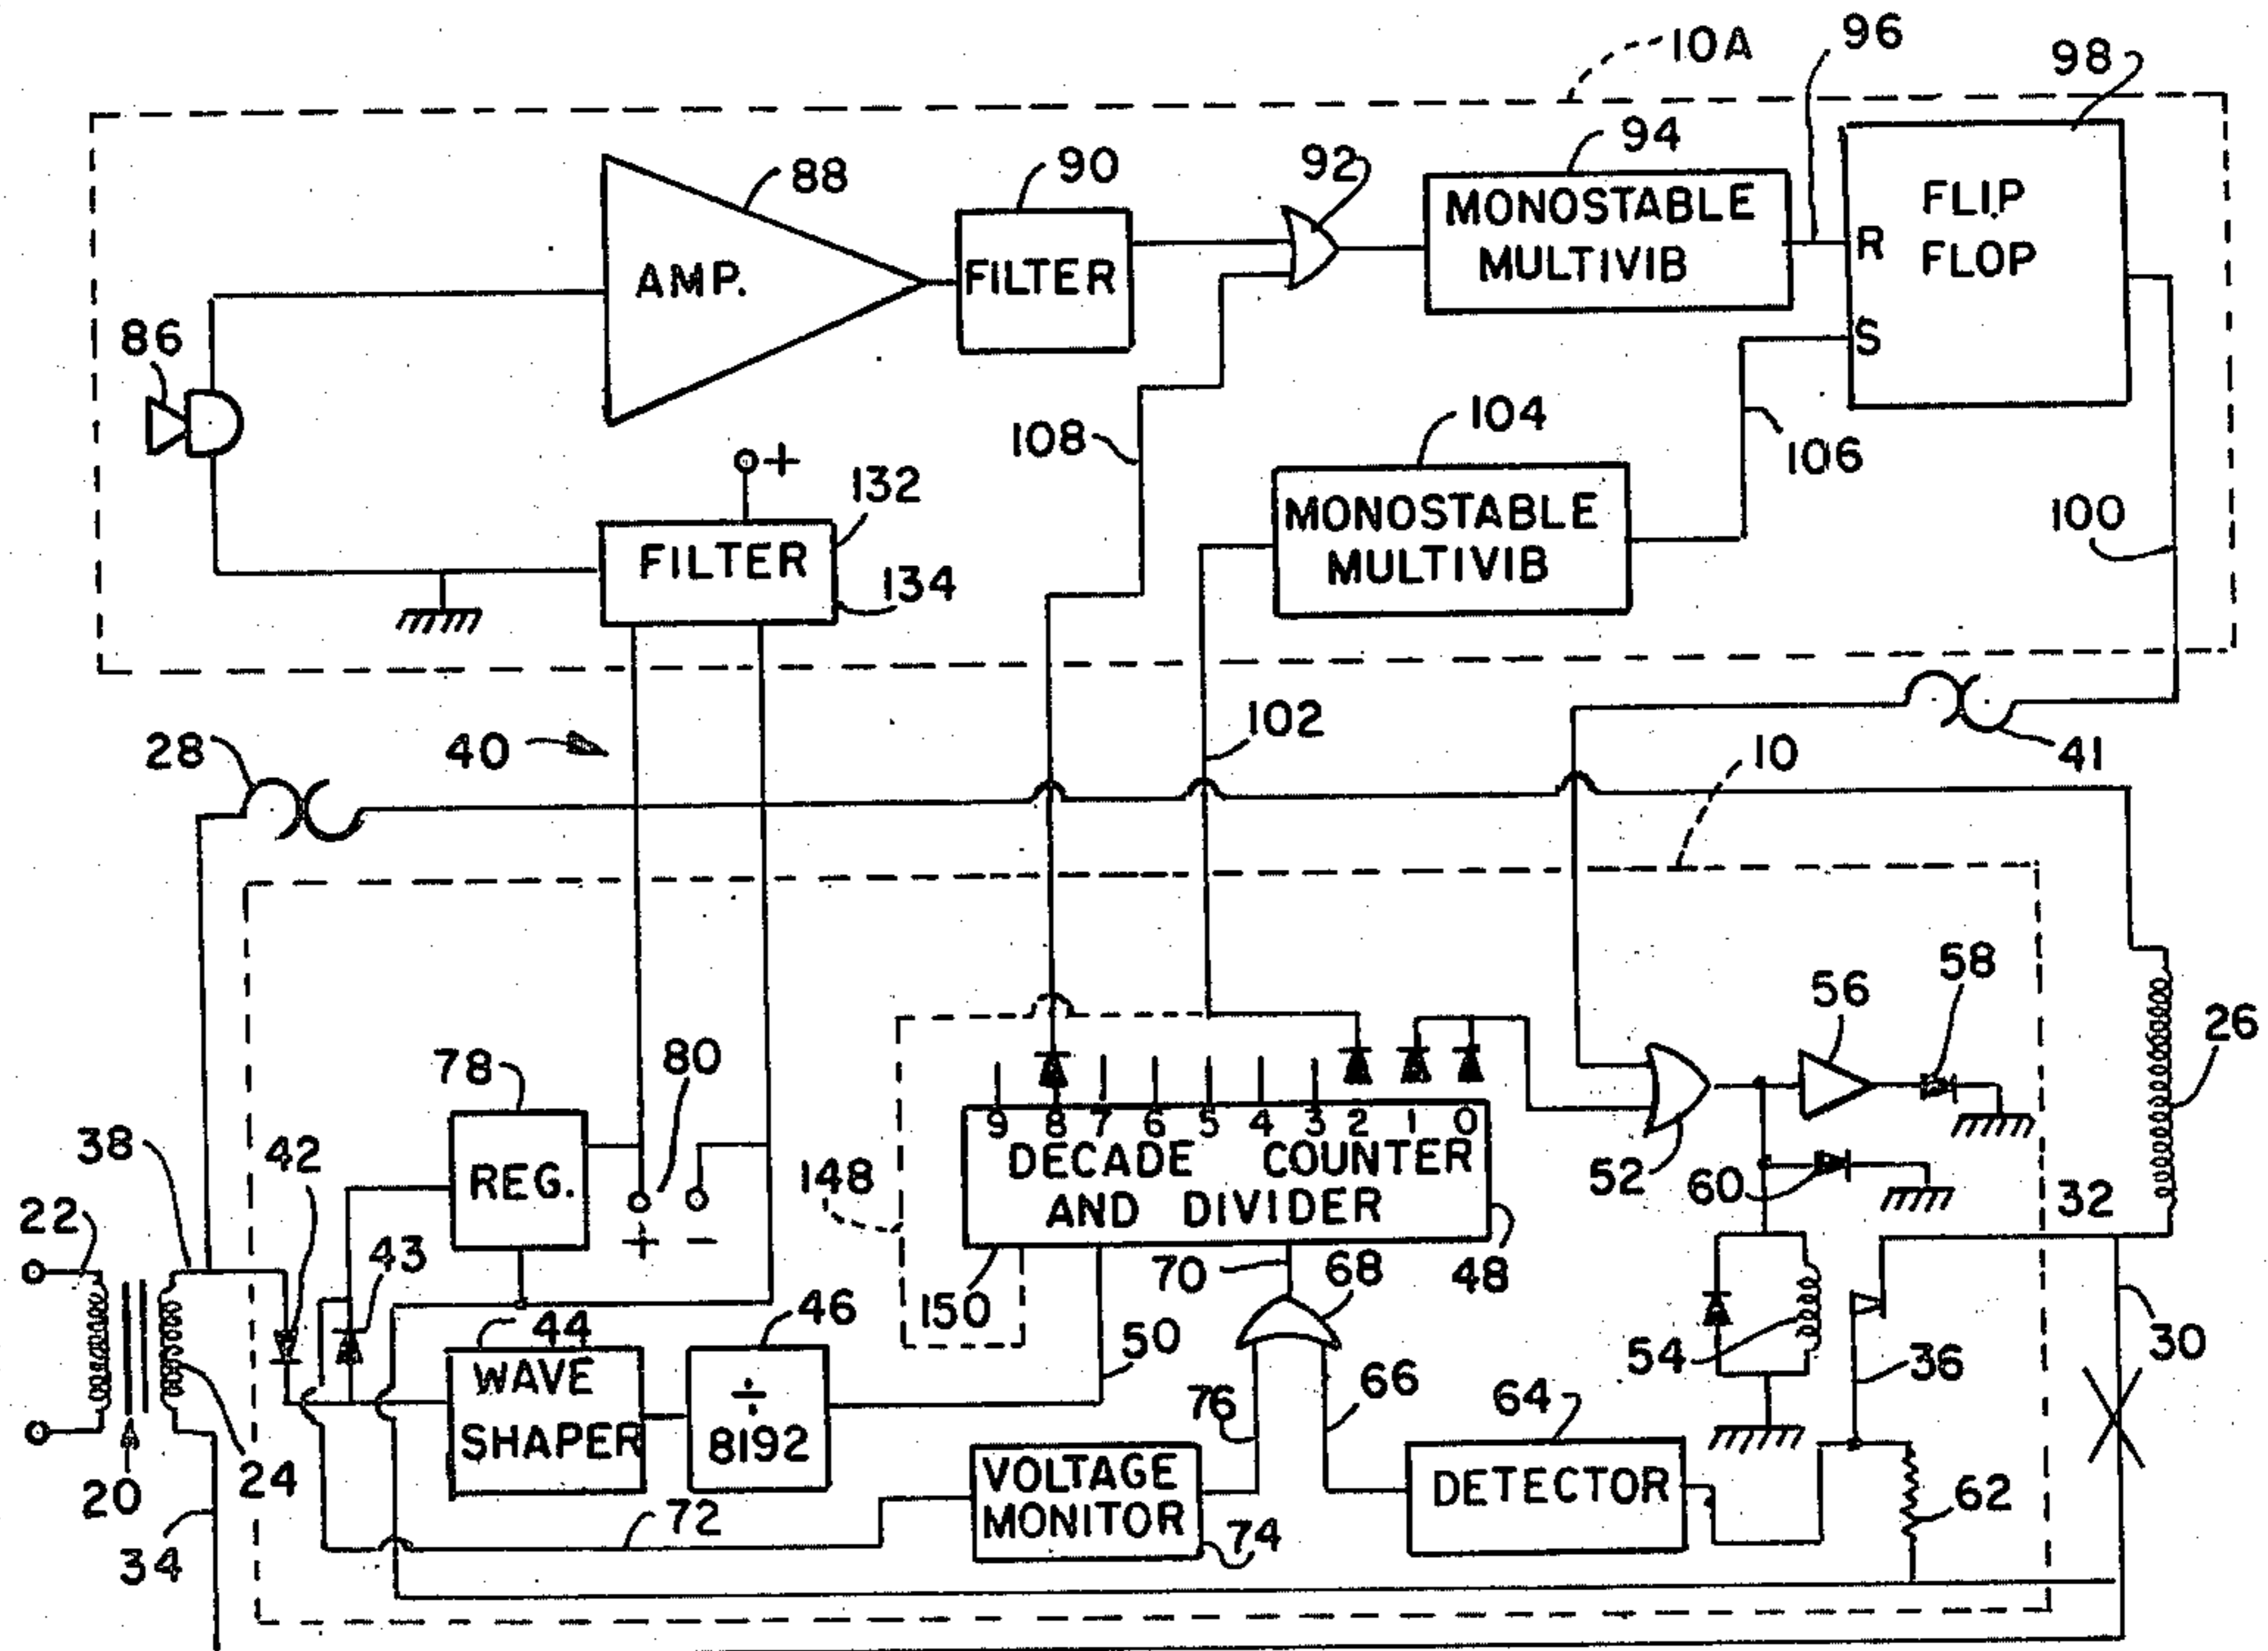 10A
96
98
88
90
92
94
MONOSTABLE
MULTIVIB
FLIP
FLOP
R
S
AMP.
FILTER
86
108
104
MONOSTABLE
MULTIVIB
106
100
+
132
FILTER
134
102
28
40
10
41
58
56
26
78
80
9 8 7 6 5 4 3 2 1 0
DECADE COUNTER
AND DIVIDER
REG.
+ −
148
52
60
32
38
42
22
43
150
70
68
48
44
46
50
54
36
30
WAVE
SHAPER
÷
8192
76
66
64
20
24
VOLTAGE
MONITOR
DETECTOR
62
72
74
34